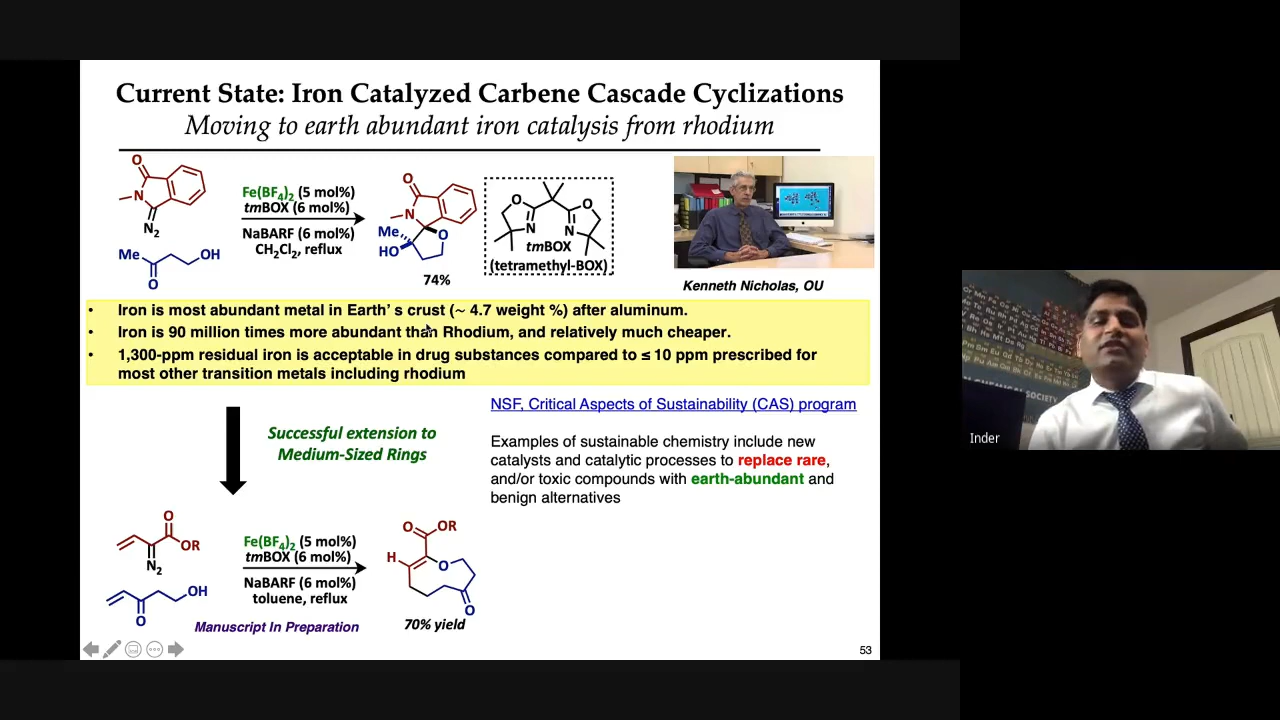 Current State: Iron Catalyzed Carbene Cascade Cyclizations
Moving to earth abundant iron catalysis from rhodium
O
N
N2
Me
OH
O
Fe(BF4)2 (5 mol%)
tmBOX (6 mol%)
NaBARF (6 mol%)
CH2Cl2, reflux
O
N
Me
O
HO
74%
O
O
N
N
tmBOX
(tetramethyl-BOX)
Kenneth Nicholas, OU
• Iron is most abundant metal in Earth's crust (~ 4.7 weight %) after aluminum.
• Iron is 90 million times more abundant than Rhodium, and relatively much cheaper.
• 1,300-ppm residual iron is acceptable in drug substances compared to ≤ 10 ppm prescribed for
most other transition metals including rhodium
Successful extension to
Medium-Sized Rings
NSF, Critical Aspects of Sustainability (CAS) program
Examples of sustainable chemistry include new
catalysts and catalytic processes to replace rare,
and/or toxic compounds with earth-abundant and
benign alternatives
O
OR
N2
OH
O
Fe(BF4)2 (5 mol%)
tmBOX (6 mol%)
NaBARF (6 mol%)
toluene, reflux
O
OR
H
O
O
70% yield
Manuscript In Preparation
53
Inder